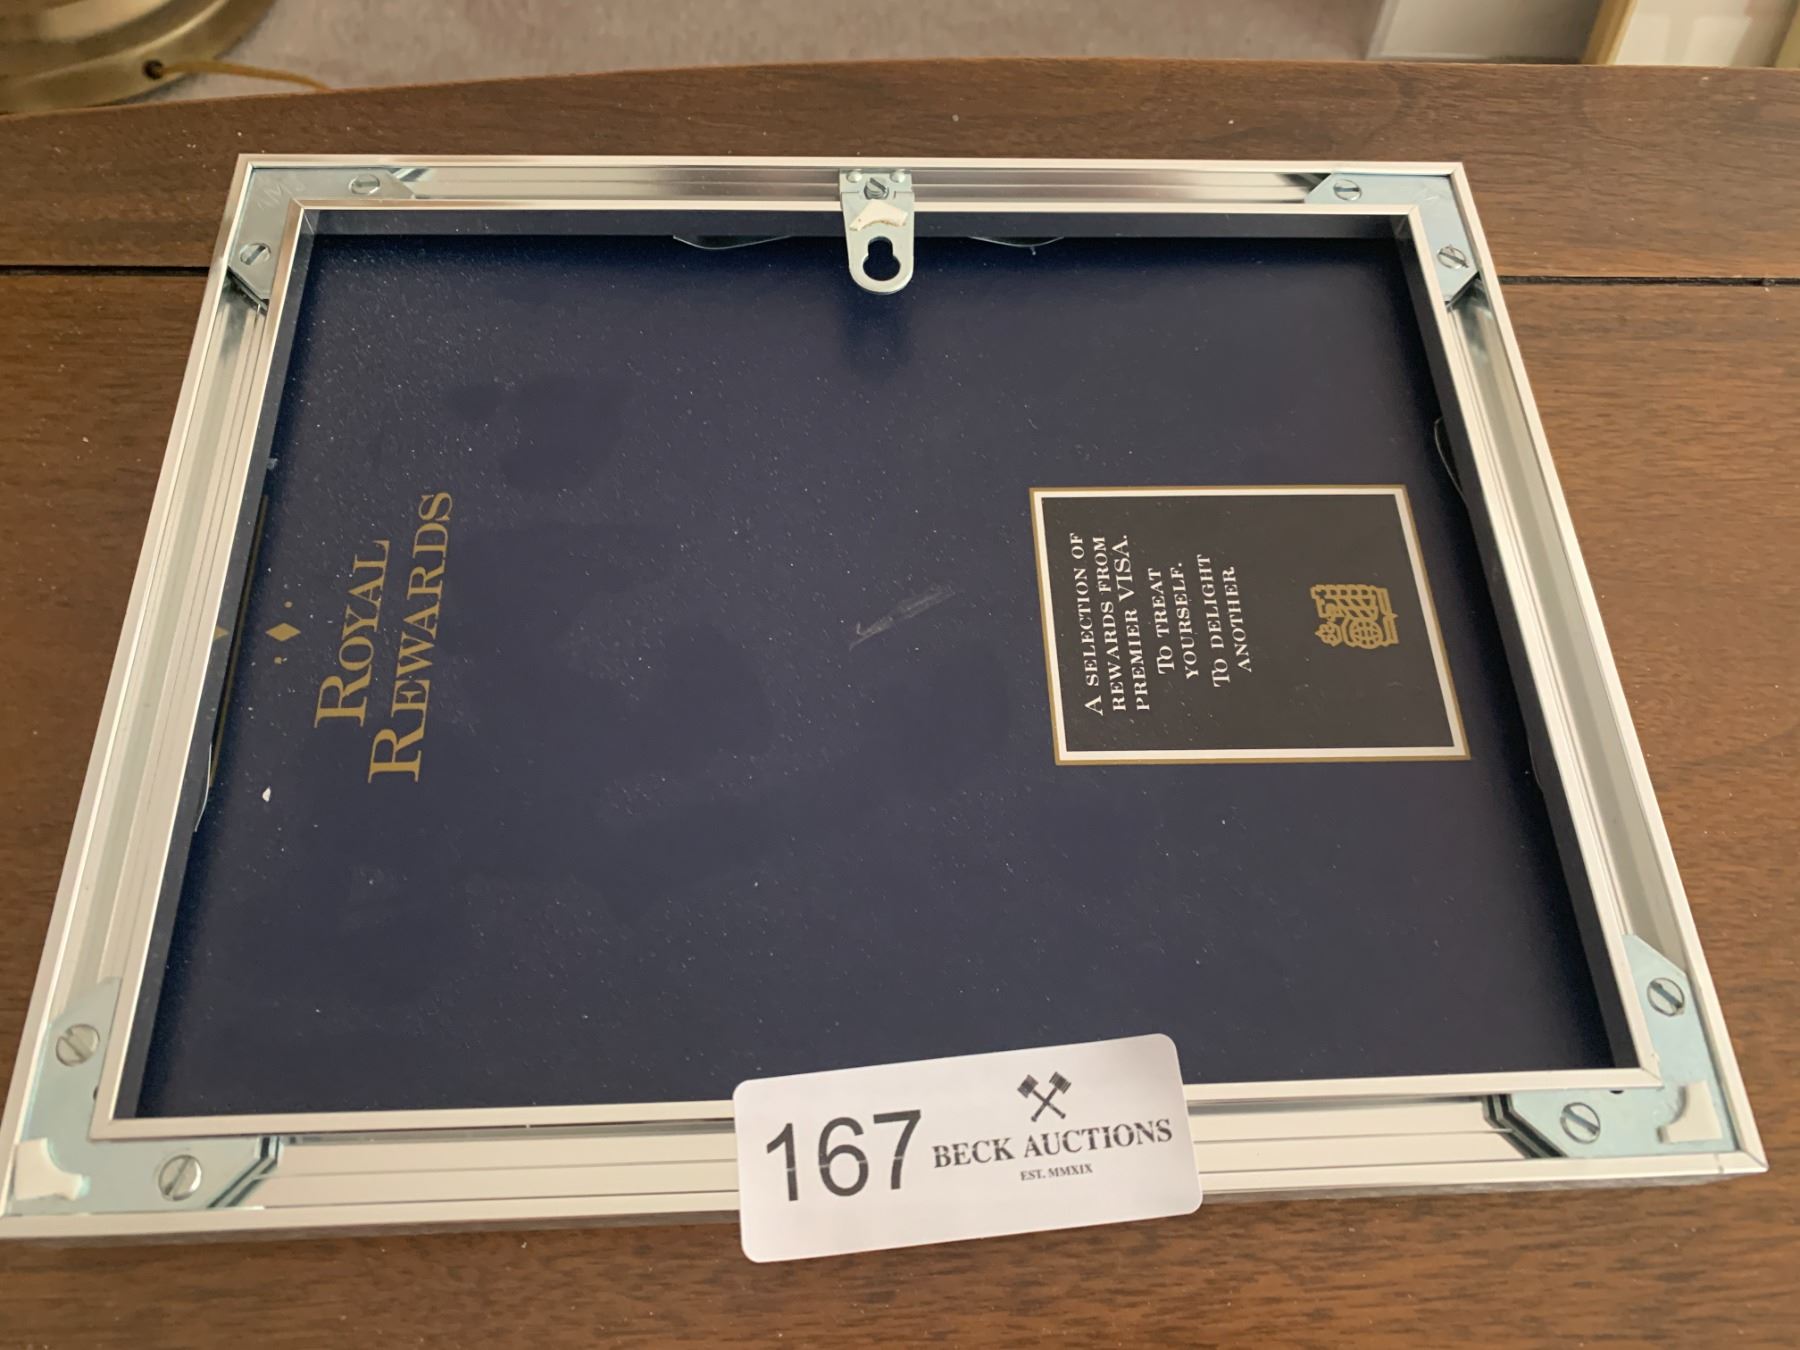 ROYAL
REWARDS
A SELECTION OF
REWARDS FROM
PREMIER VISA.
TO TREAT
YOURSELF.
TO DELIGHT
ANOTHER.
167
BECK AUCTIONS
EST. MMXIX